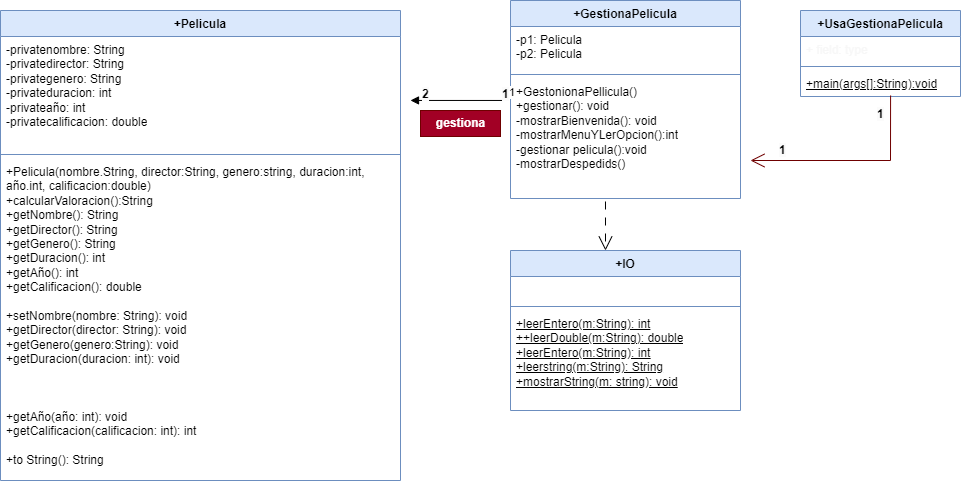 +Pelicula
-privatenombre: String
-privatedirector: String
-privategenero: String
-privateduracion: int
-privateaño: int
-privatecalificacion: double
+Pelicula(nombre.String, director:String, genero:string, duracion:int,
año.int, calificacion:double)
+calcularValoracion():String
+getNombre(): String
+getDirector(): String
+getGenero(): String
+getDuracion(): int
+getAño(): int
+getCalificacion(): double
+setNombre(nombre: String): void
+getDirector(director: String): void
+getGenero(genero:String): void
+getDuracion(duracion: int): void
+getAño(año: int): void
+getCalificacion(calificacion: int): int
+to String(): String
2
1
gestiona
+GestionaPelicula
-p1: Pelicula
-p2: Pelicula
1
+GestonionaPellicula()
+gestionar(): void
-mostrarBienvenida(): void
-mostrarMenuYLerOpcion():int
-gestionar pelicula():void
-mostrarDespedids()
+IO
+leerEntero(m:String): int
++leerDouble(m:String): double
+leerEntero(m:String): int
+leerstring(m:String): String
+mostrarString(m: string): void
+UsaGestionaPelicula
+ field: type
+main(args[]:String):void
1
1